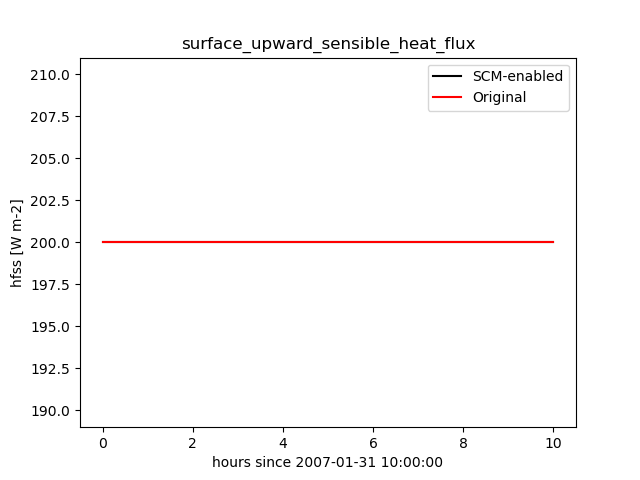 surface_upward_sensible_heat_flux
SCM-enabled
Original
210.0
207.5
205.0
202.5
200.0
197.5
195.0
192.5
190.0
hfss [W m-2]
0 2 4 6 8 10
hours since 2007-01-31 10:00:00